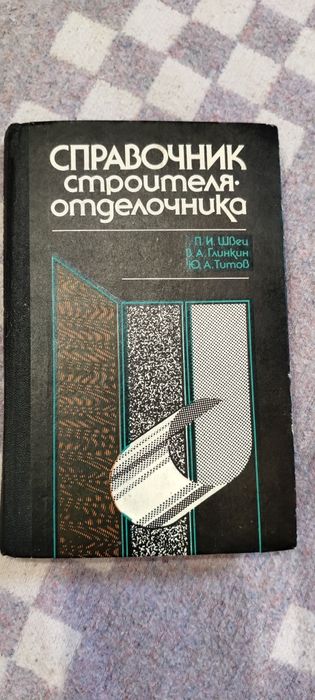 СПРАВОЧНИК
строителя-
отделочника
П. И. Швец
В. А. Глинкин
Ю. А. Титов